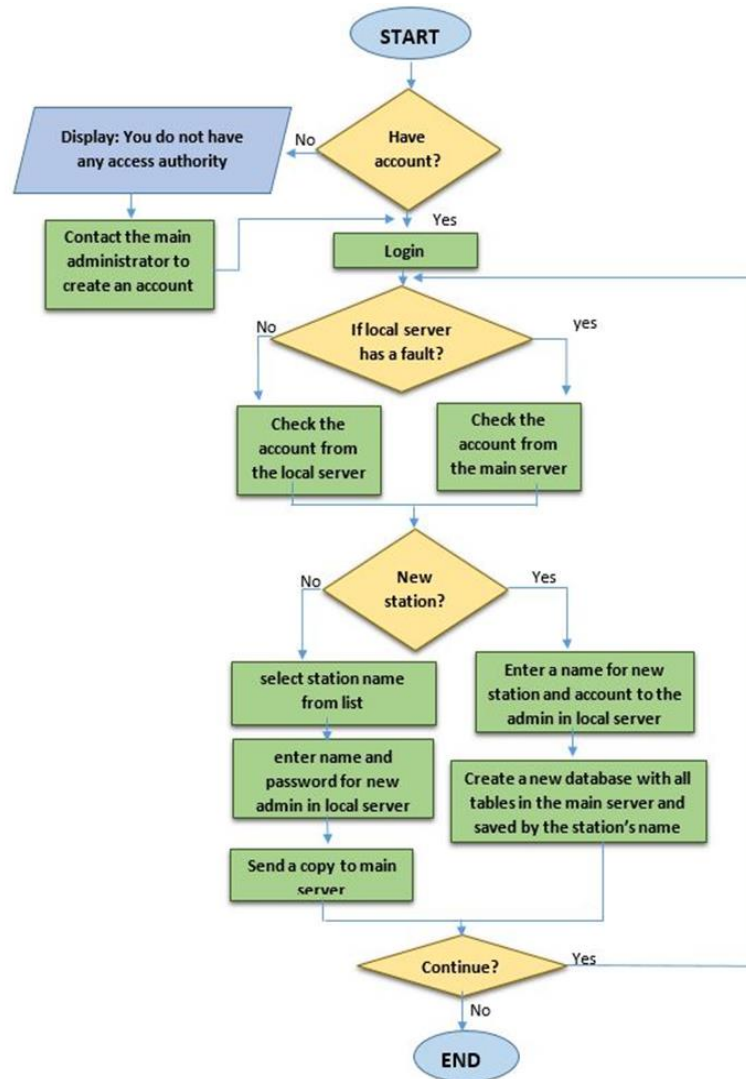 START
Have
account?
No
Display: You do not have
any access authority
Yes
Contact the main
administrator to
create an account
Login
No
If local server
has a fault?
yes
Check the
account from
the local server
Check the
account from
the main server
No
New
station?
Yes
select station name
from list
Enter a name for new
station and account to the
admin in local server
enter name and
password for new
admin in local server
Create a new database with all
tables in the main server and
saved by the station’s name
Send a copy to main
server
Continue?
Yes
No
END